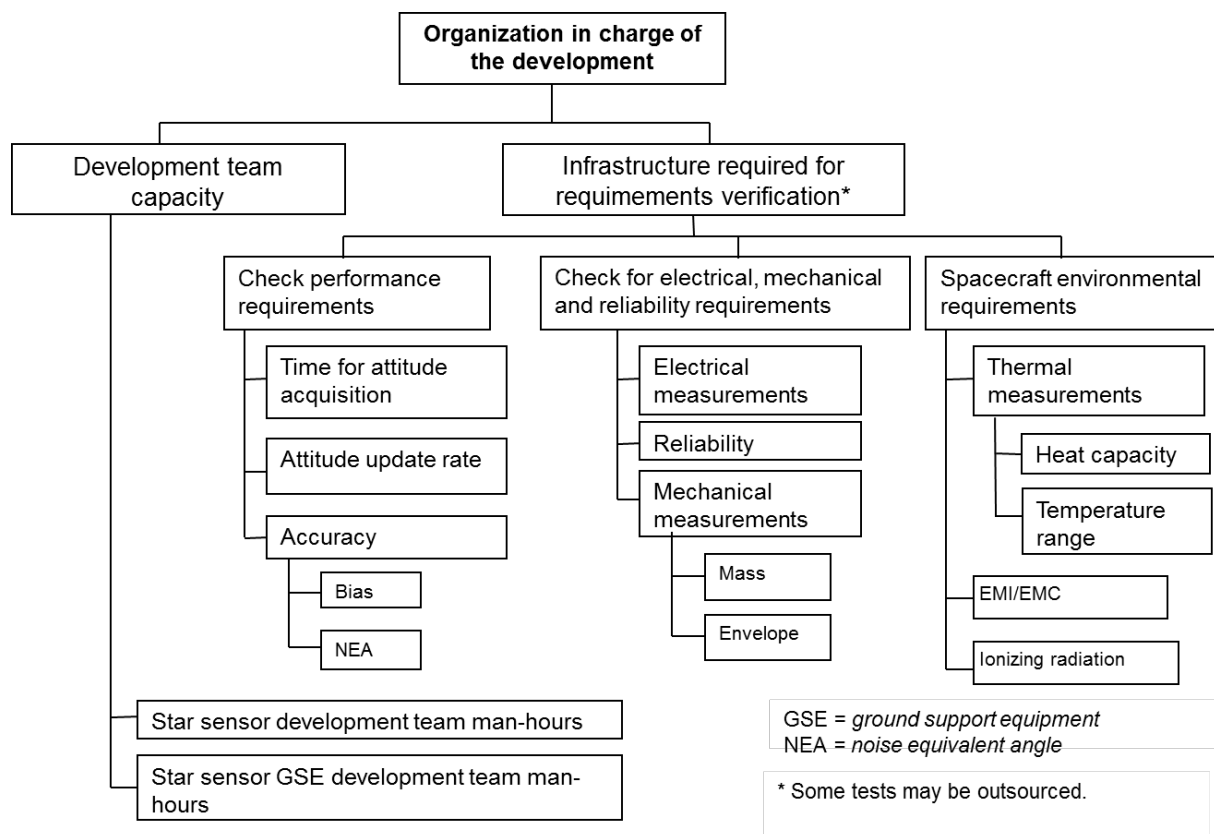 Organization in charge of
the development
Development team
capacity
Infrastructure required for
requimements verification*
Check performance
requirements
Check for electrical, mechanical
and reliability requirements
Spacecraft environmental
requirements
Time for attitude
acquisition
Attitude update rate
Accuracy
Bias
NEA
Electrical
measurements
Reliability
Mechanical
measurements
Mass
Envelope
Thermal
measurements
Heat capacity
Temperature
range
EMI/EMC
Ionizing radiation
Star sensor development team man-hours
Star sensor GSE development team man-
hours
GSE = ground support equipment
NEA = noise equivalent angle
* Some tests may be outsourced.